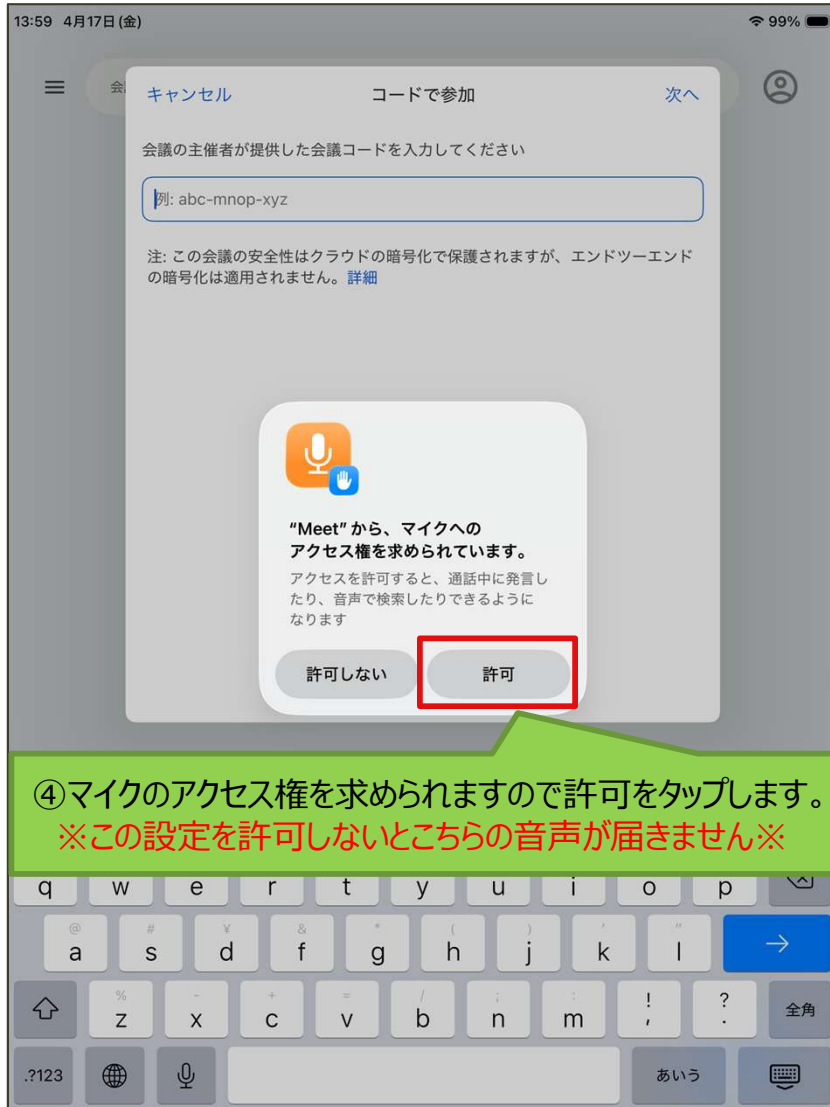 13:59 4月17日(金) 99%
会
キャンセル コードで参加 次へ
会議の主催者が提供した会議コードを入力してください
例: abc-mnop-xyz
注: この会議の安全性はクラウドの暗号化で保護されますが、エンドツーエンド
の暗号化は適用されません。詳細
“Meet”から、マイクへの
アクセス権を求められています。
アクセスを許可すると、通話中に発言し
たり、音声で検索したりできるように
なります
許可しない 許可
④マイクのアクセス権を求められますので許可をタップします。
※この設定を許可しないとこちらの音声が届きません※
q w e r t y u i o p
@ # ¥ & * ( ) ' "
a s d f g h j k l
% - + = / ; : ! ?
z x c v b n m , .
全角
.?123 あいう